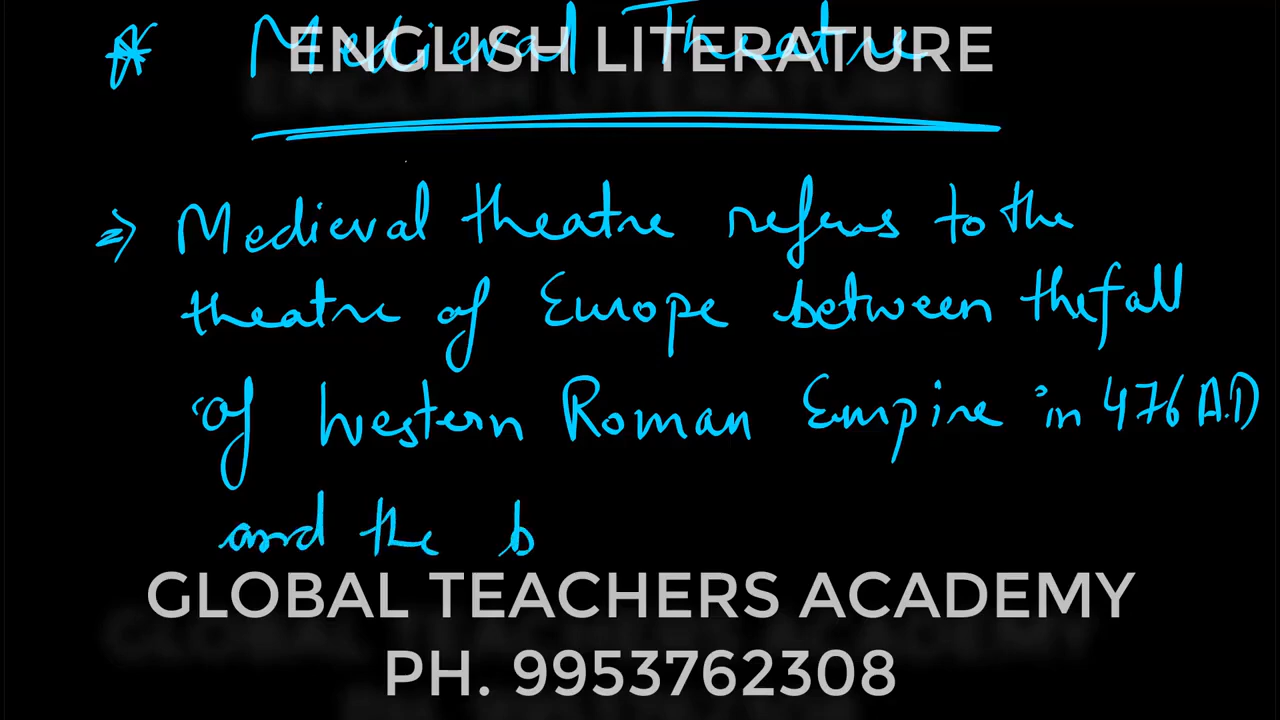 * Medieval Theatre
ENGLISH LITERATURE
⇒ Medieval theatre refers to the
theatre of Europe between the fall
of Western Roman Empire in 476 A.D
and the b
GLOBAL TEACHERS ACADEMY
PH. 9953762308